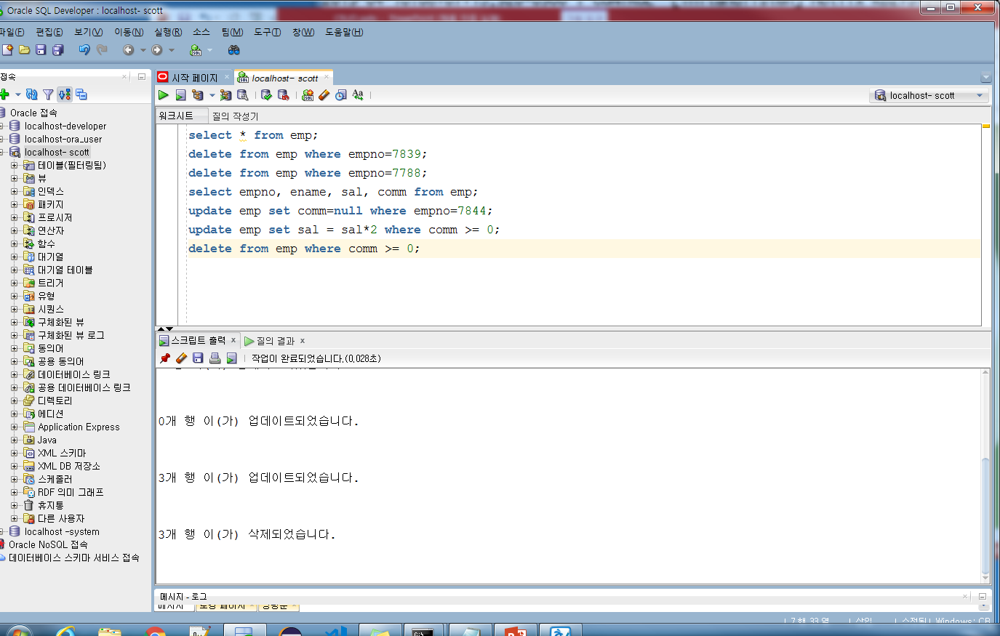 Oracle SQL Developer : localhost- scott
파일(F) 편집(E) 보기(V) 이동(N) 실행(R) 소스 팀(M) 도구(T) 창(W) 도움말(H)
접속
시작 페이지
localhost- scott
localhost- scott
워크시트 질의 작성기
Oracle 접속
localhost-developer
localhost-ora_user
localhost- scott
테이블(필터링됨)
뷰
인덱스
패키지
프로시저
연산자
함수
대기열
대기열 테이블
트리거
유형
시퀀스
구체화된 뷰
구체화된 뷰 로그
동의어
공용 동의어
데이터베이스 링크
공용 데이터베이스 링크
디렉토리
에디션
Application Express
Java
XML 스키마
XML DB 저장소
스케줄러
RDF 의미 그래프
휴지통
다른 사용자
localhost -system
Oracle NoSQL 접속
데이터베이스 스키마 서비스 접속
select * from emp;
delete from emp where empno=7839;
delete from emp where empno=7788;
select empno, ename, sal, comm from emp;
update emp set comm=null where empno=7844;
update emp set sal = sal*2 where comm >= 0;
delete from emp where comm >= 0;
스크립트 출력 질의 결과
작업이 완료되었습니다.(0.028초)
0개 행 이(가) 업데이트되었습니다.
3개 행 이(가) 업데이트되었습니다.
3개 행 이(가) 삭제되었습니다.
메시지 - 로그
메시지 로깅 페이지
7 행 33 열 삽입 Windows: CR